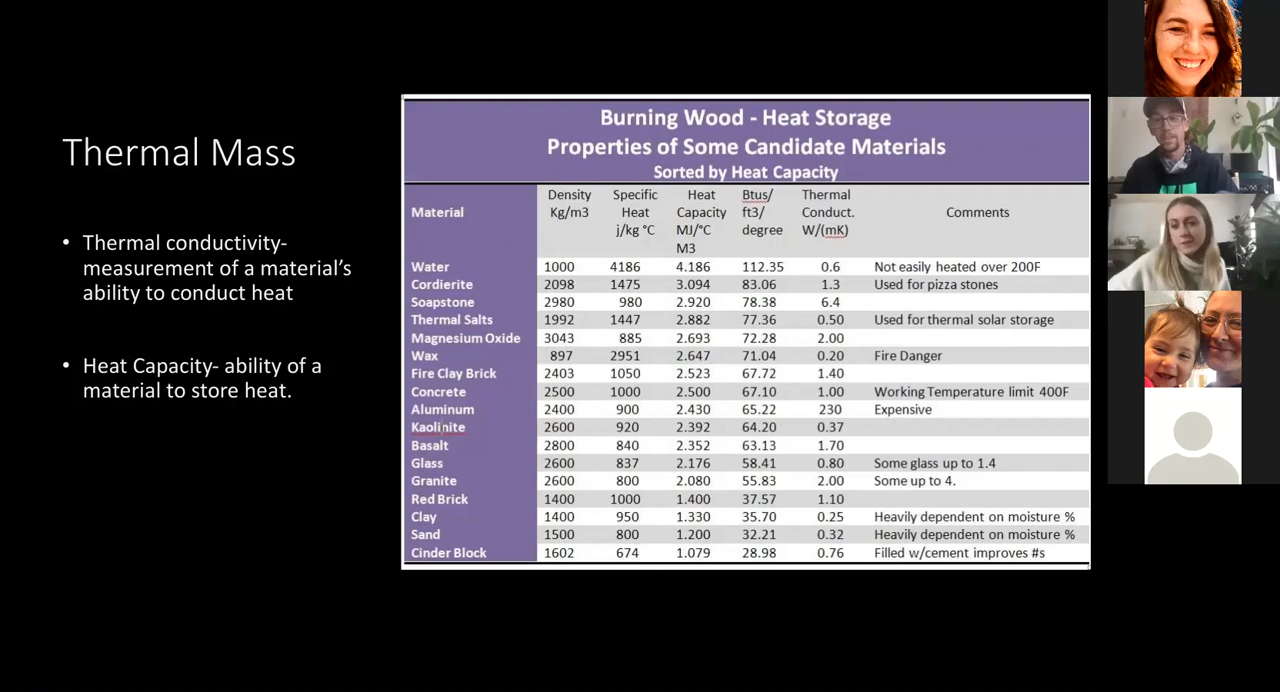 Thermal Mass
• Thermal conductivity-
measurement of a material's
ability to conduct heat
• Heat Capacity- ability of a
material to store heat.
Burning Wood - Heat Storage
Properties of Some Candidate Materials
Sorted by Heat Capacity
Material Density Kg/m3 Specific Heat j/kg °C Heat Capacity MJ/°C M3 Btus/ ft3/ degree Thermal Conduct. W/(mK) Comments
Water 1000 4186 4.186 112.35 0.6 Not easily heated over 200F
Cordierite 2098 1475 3.094 83.06 1.3 Used for pizza stones
Soapstone 2980 980 2.920 78.38 6.4
Thermal Salts 1992 1447 2.882 77.36 0.50 Used for thermal solar storage
Magnesium Oxide 3043 885 2.693 72.28 2.00
Wax 897 2951 2.647 71.04 0.20 Fire Danger
Fire Clay Brick 2403 1050 2.523 67.72 1.40
Concrete 2500 1000 2.500 67.10 1.00 Working Temperature limit 400F
Aluminum 2400 900 2.430 65.22 230 Expensive
Kaolinite 2600 920 2.392 64.20 0.37
Basalt 2800 840 2.352 63.13 1.70
Glass 2600 837 2.176 58.41 0.80 Some glass up to 1.4
Granite 2600 800 2.080 55.83 2.00 Some up to 4.
Red Brick 1400 1000 1.400 37.57 1.10
Clay 1400 950 1.330 35.70 0.25 Heavily dependent on moisture %
Sand 1500 800 1.200 32.21 0.32 Heavily dependent on moisture %
Cinder Block 1602 674 1.079 28.98 0.76 Filled w/cement improves #s